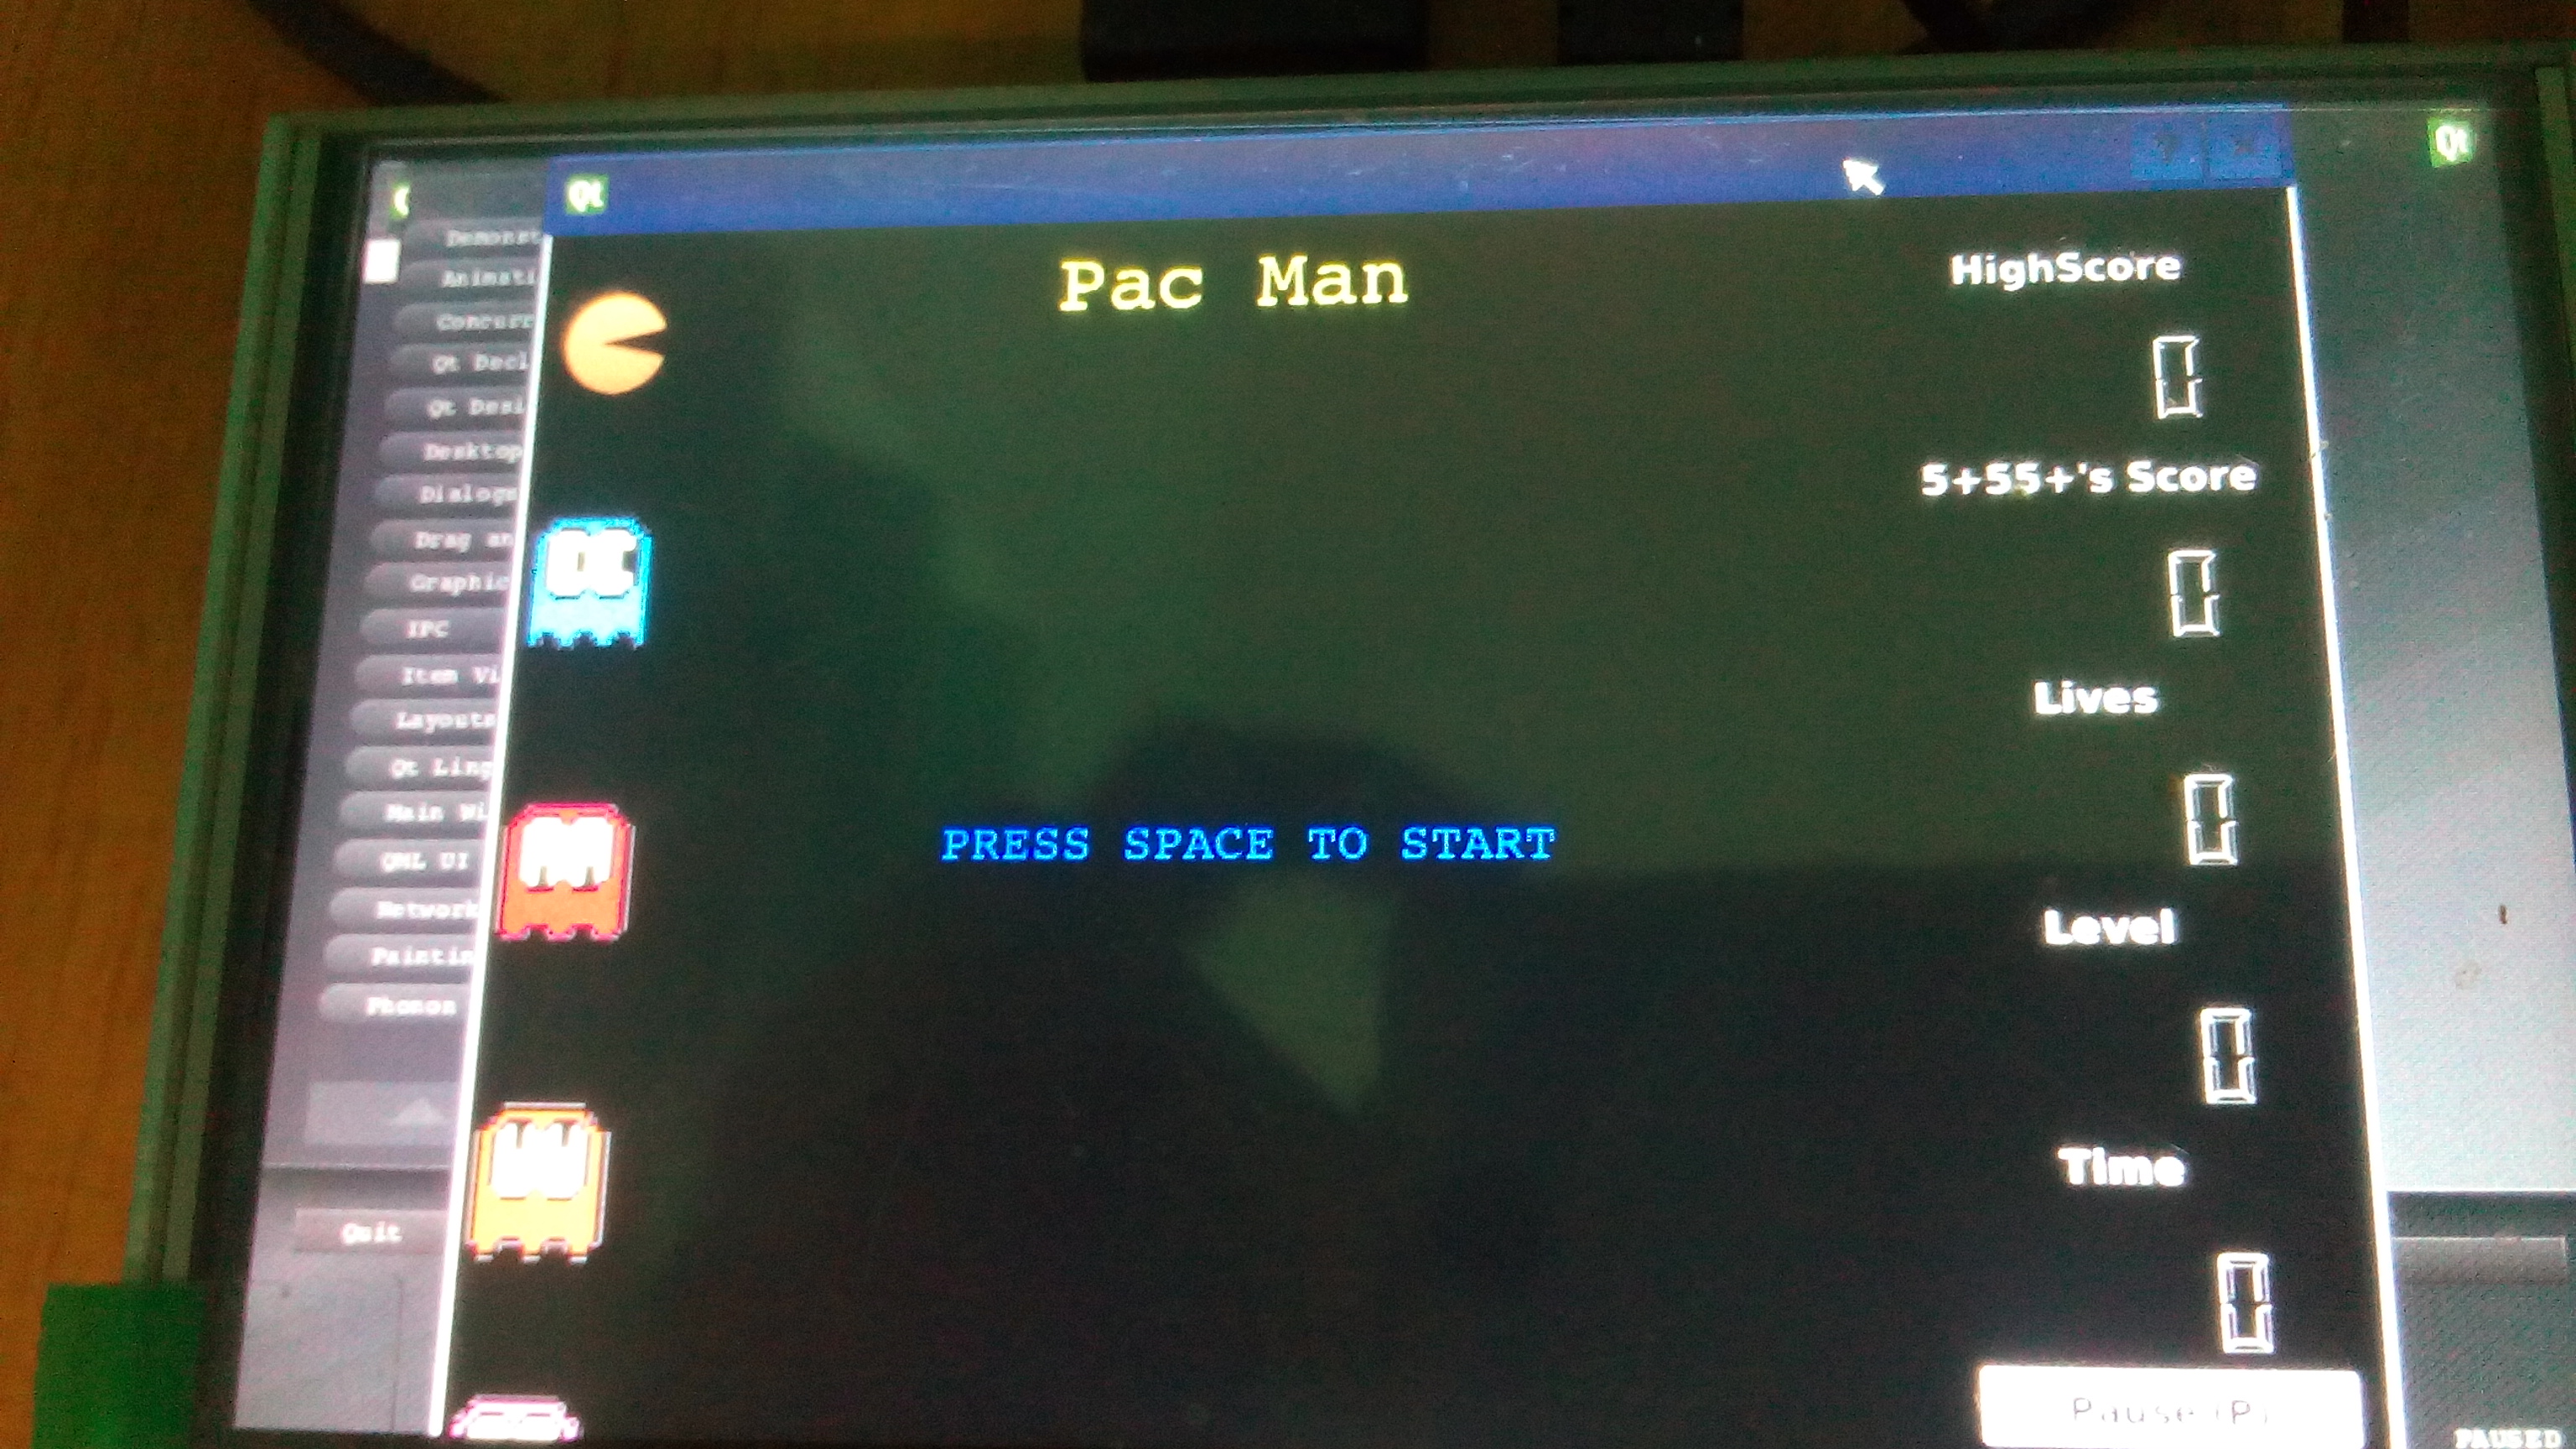 Qt
Qt
Pac Man
HighScore
0
5+55+'s Score
0
Lives
0
PRESS SPACE TO START
Level
0
Time
0
Pause (P)
PAUSED
Demonst
Animati
Concurr
Qt Decl
Qt Desi
Desktop
Dialogs
Drag an
Graphic
IPC
Item Vi
Layouts
Qt Ling
Main Wi
QML UI
Network
Paintin
Phonon
Quit